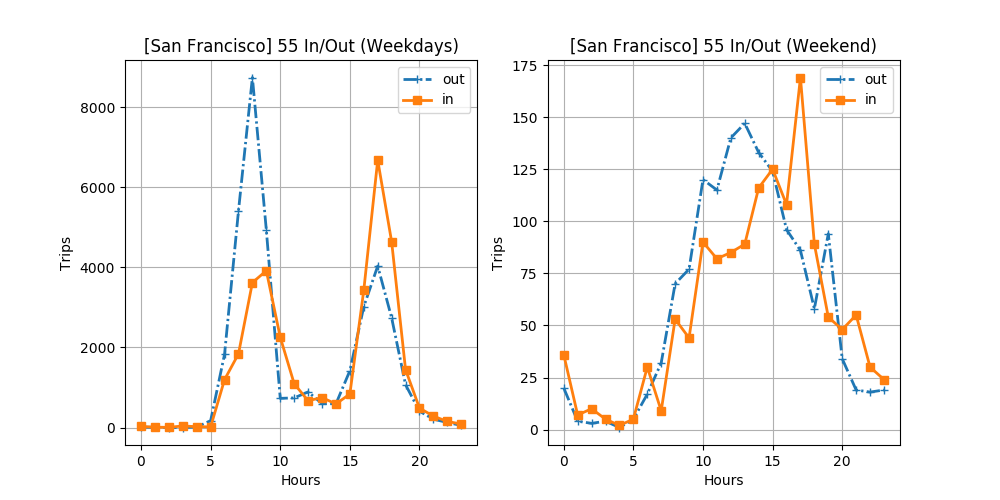 [San Francisco] 55 In/Out (Weekdays)
8000
6000
4000
2000
0
Trips
0 5 10 15 20
Hours
out
in
[San Francisco] 55 In/Out (Weekend)
175
150
125
100
75
50
25
0
Trips
0 5 10 15 20
Hours
out
in